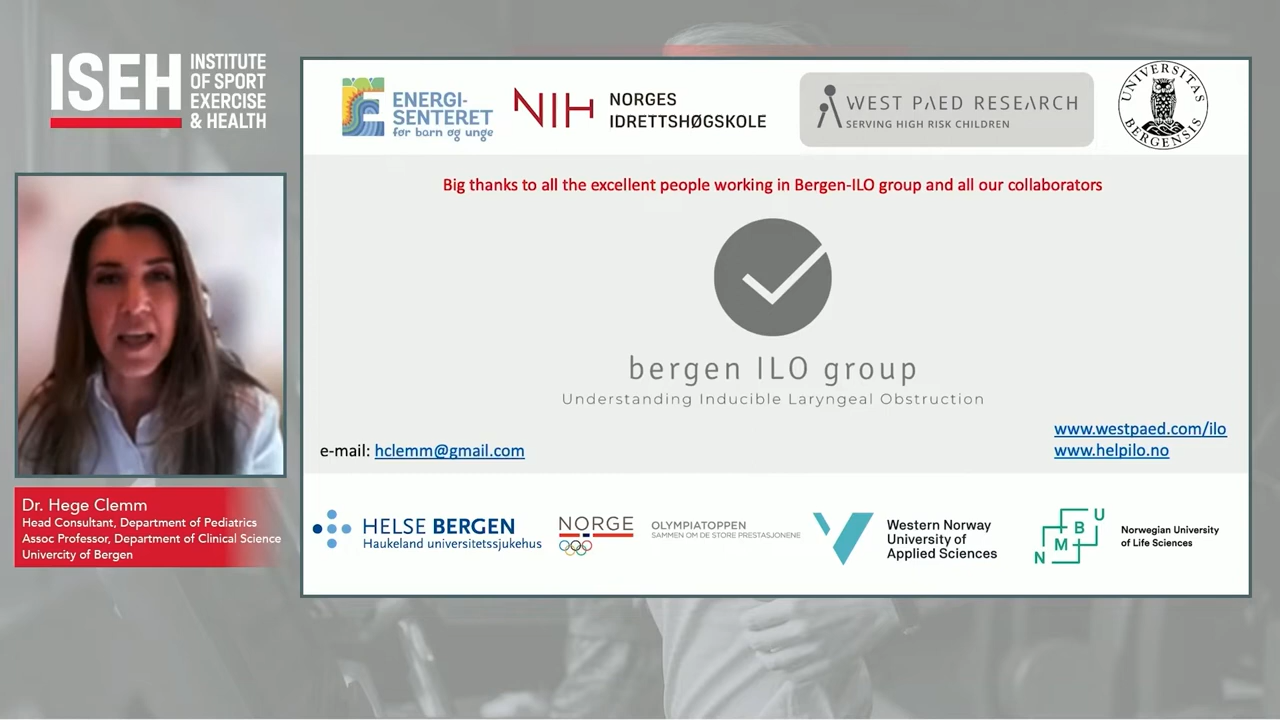 ISEH
INSTITUTE
OF SPORT
EXERCISE
& HEALTH
ENERGI-
SENTERET
for barn og unge
NIH
NORGES
IDRETTSHØGSKOLE
WEST PAED RESEARCH
SERVING HIGH RISK CHILDREN
UNIVERSITAS
BERGENSIS
Big thanks to all the excellent people working in Bergen-ILO group and all our collaborators
bergen ILO group
Understanding Inducible Laryngeal Obstruction
e-mail: hclemm@gmail.com
www.westpaed.com/ilo
www.helpilo.no
Dr. Hege Clemm
Head Consultant, Department of Pediatrics
Assoc Professor, Department of Clinical Science
Univercity of Bergen
HELSE BERGEN
Haukeland universitetssjukehus
NORGE
OLYMPIATOPPEN
SAMMEN OM DE STORE PRESTASJONENE
Western Norway
University of
Applied Sciences
N M B U
Norwegian University
of Life Sciences